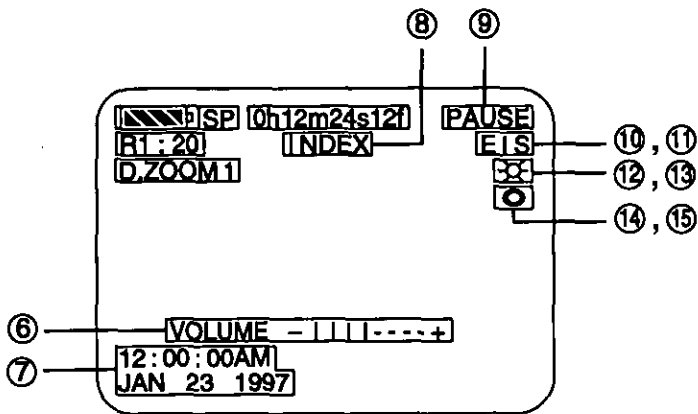 ⑧ ⑨
SP 0h12m24s12f PAUSE
R1:20 INDEX EIS ⑩,⑪
D.ZOOM1 ⑫,⑬
⑭,⑮
⑥ VOLUME -||||----+
⑦ 12:00:00AM
JAN 23 1997